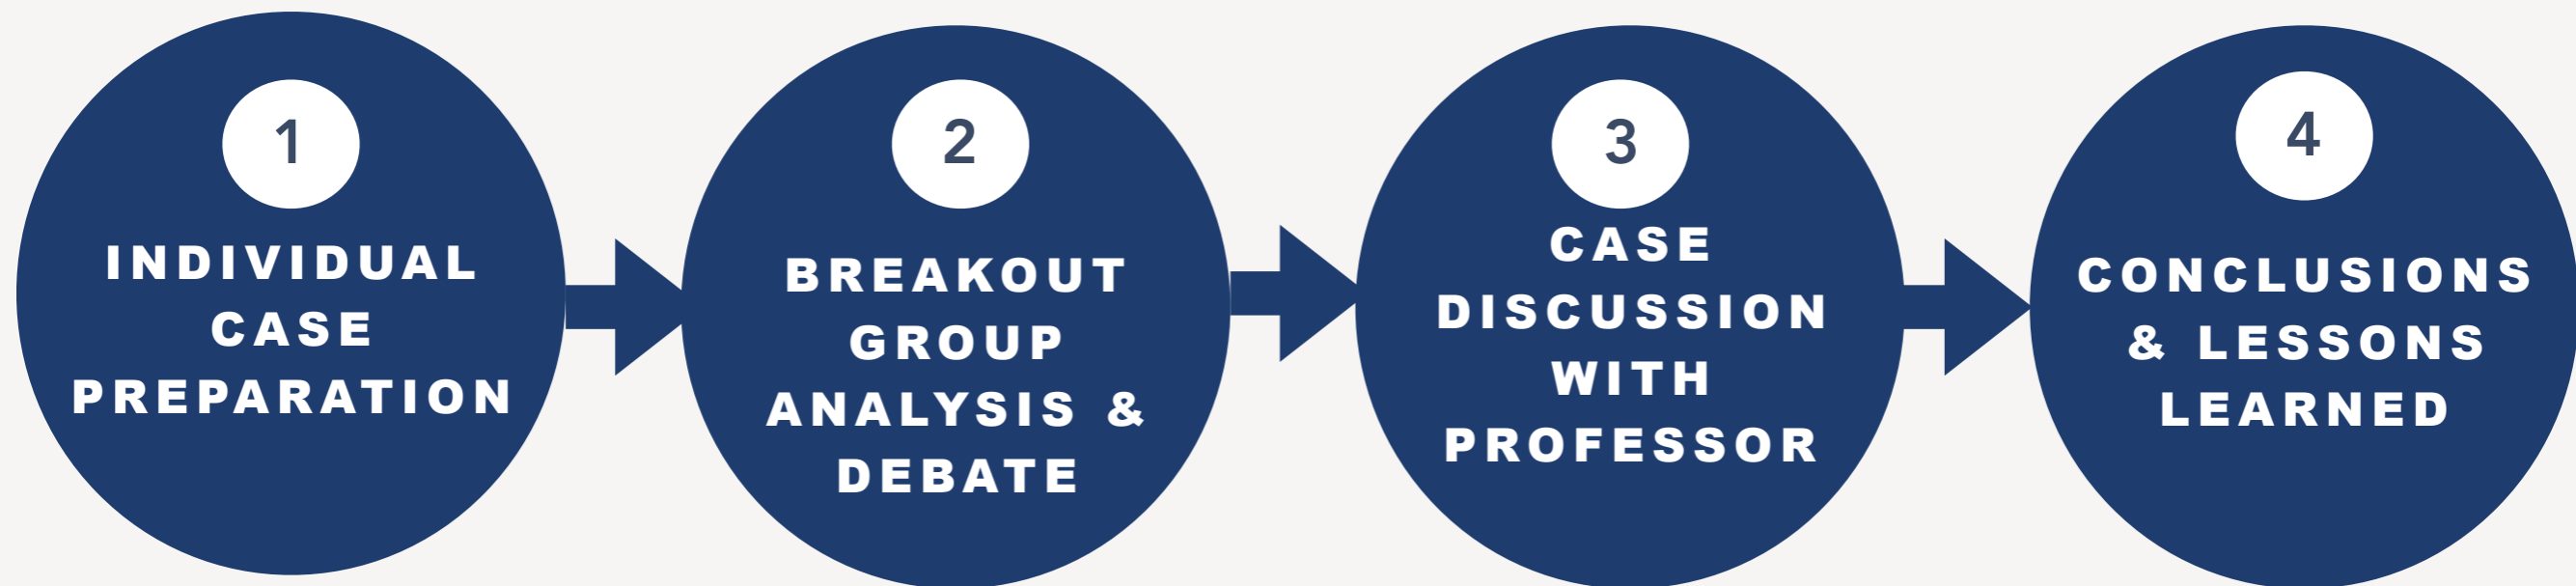 1
INDIVIDUAL
CASE
PREPARATION
2
BREAKOUT
GROUP
ANALYSIS &
DEBATE
3
CASE
DISCUSSION
WITH
PROFESSOR
4
CONCLUSIONS
& LESSONS
LEARNED